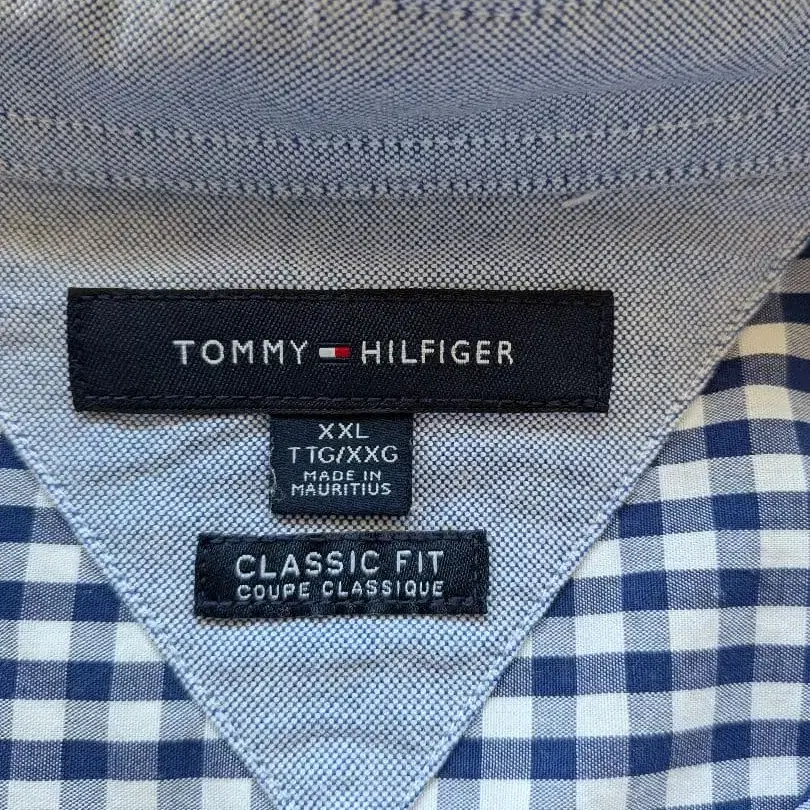 TOMMY HILFIGER
XXL
TTG/XXG
MADE IN
MAURITIUS
CLASSIC FIT
COUPE CLASSIQUE